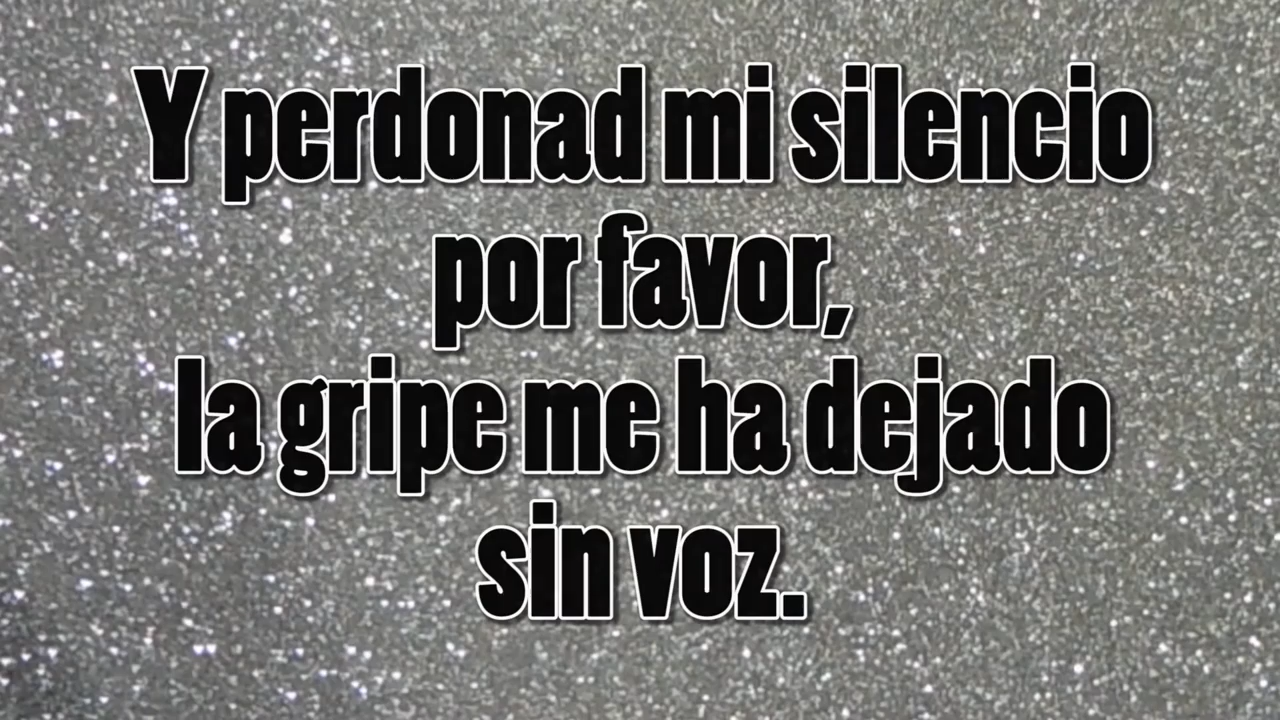 Y perdonad mi silencio
por favor,
la gripe me ha dejado
sin voz.